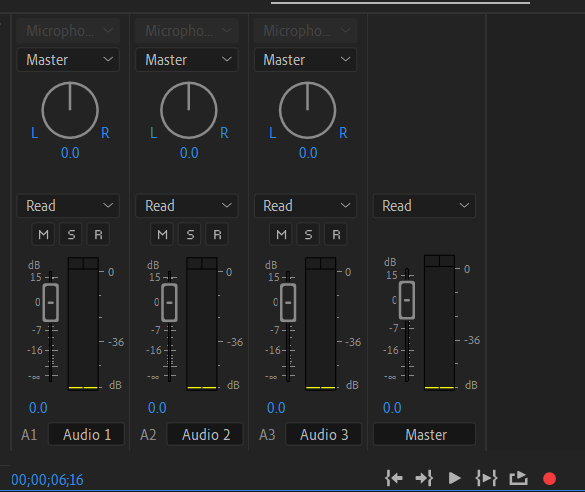 Micropho... Micropho... Micropho...
Master Master Master
L R L R L R
0.0 0.0 0.0
Read Read Read Read
M S R M S R M S R
dB dB dB dB
15 0 15 0 15 0 15 0
0 0 0 0
-7 -7 -7 -7
-16 -36 -16 -36 -16 -36 -16 -36
-∞ dB -∞ dB -∞ dB -∞ dB
0.0 0.0 0.0 0.0
A1 Audio 1 A2 Audio 2 A3 Audio 3 Master
00;00;06;16